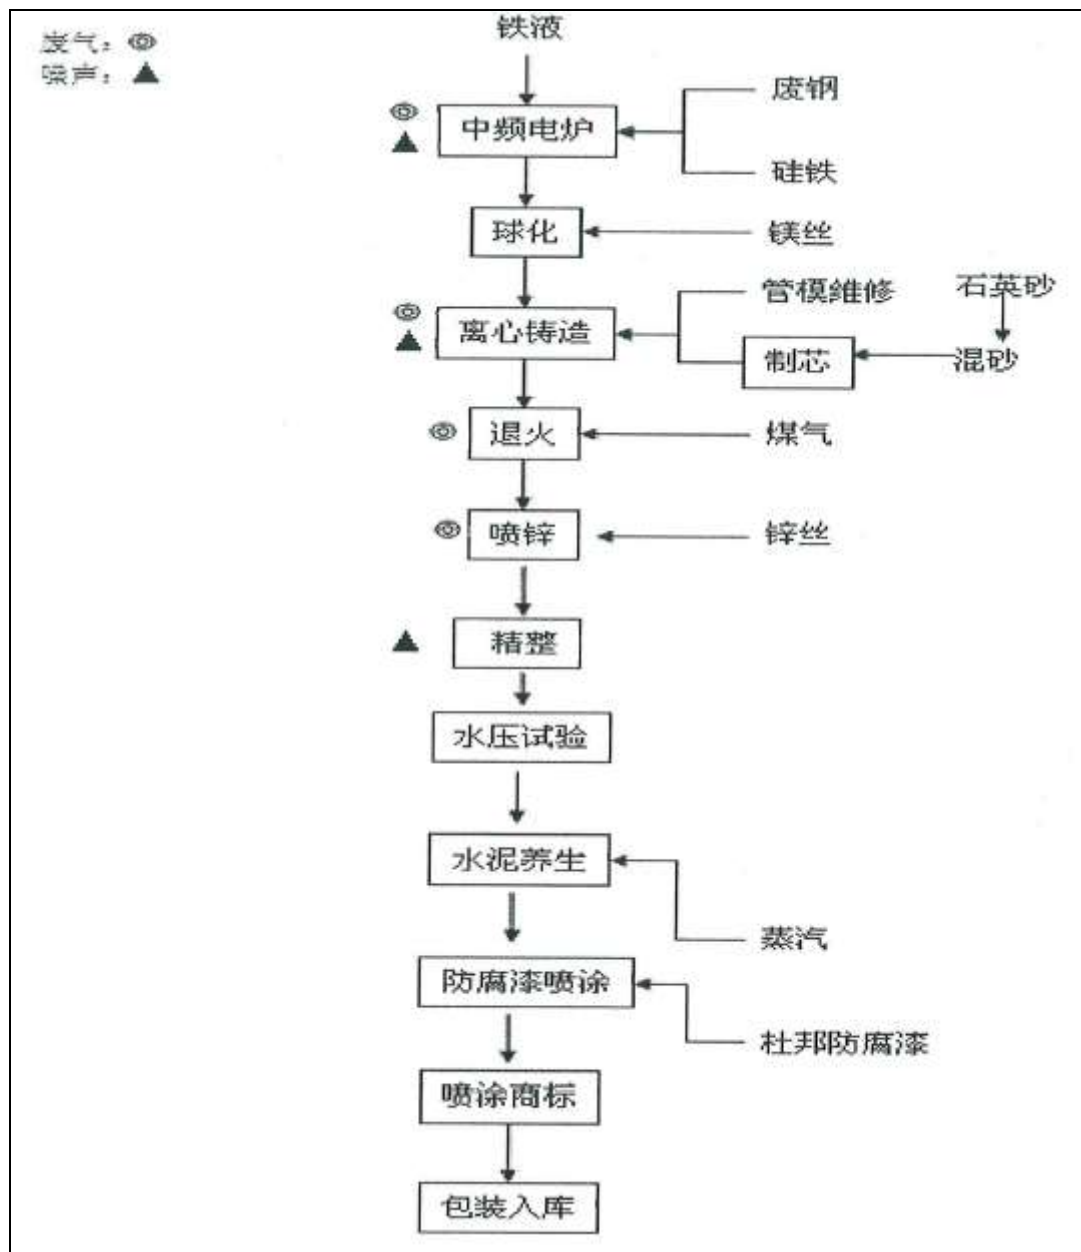 废气：
噪声：
铁液
中频电炉
废钢
硅铁
球化
镁丝
离心铸造
管模维修
石英砂
制芯
混砂
退火
煤气
喷锌
锌丝
精整
水压试验
水泥养生
蒸汽
防腐漆喷涂
杜邦防腐漆
喷涂商标
包装入库